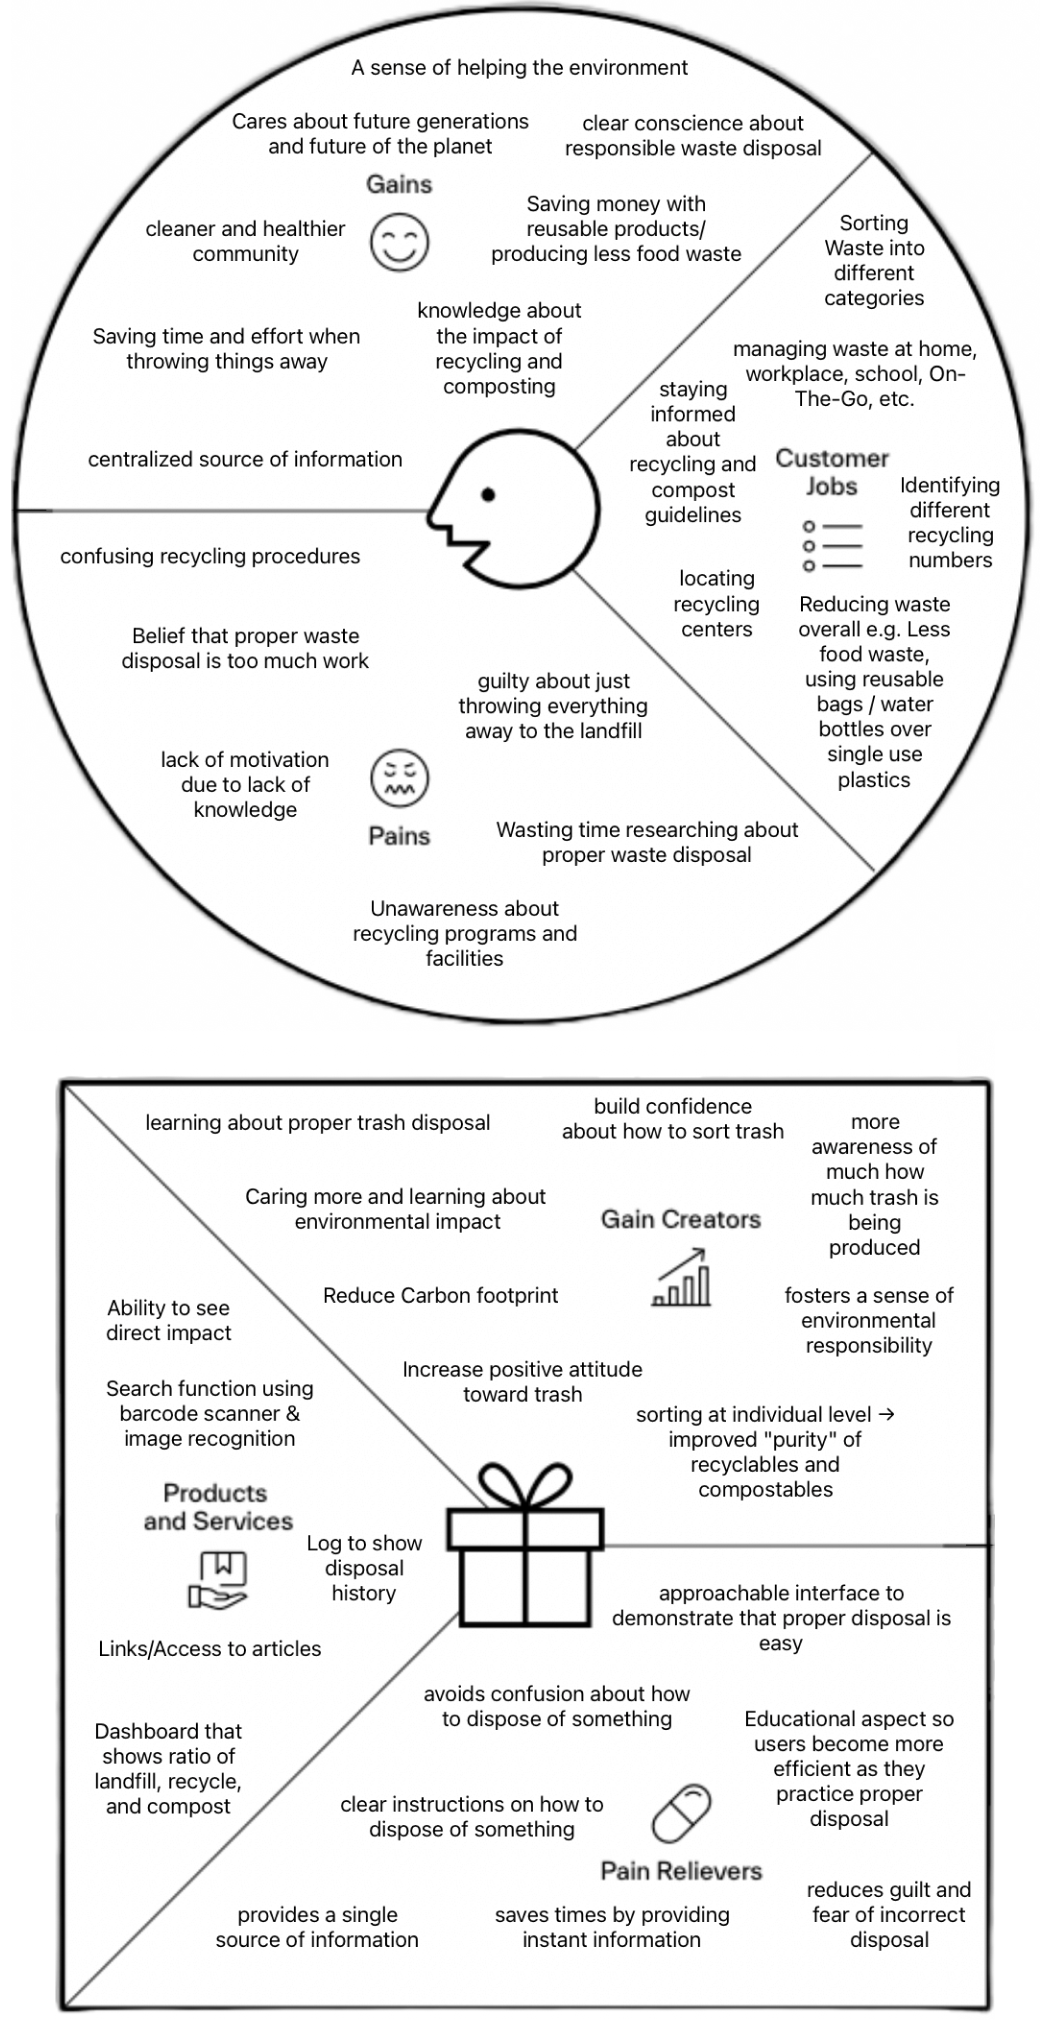 A sense of helping the environment
Cares about future generations
and future of the planet
clear conscience about
responsible waste disposal
Gains
Saving money with
reusable products/
producing less food waste
cleaner and healthier
community
knowledge about
the impact of
recycling and
composting
Saving time and effort when
throwing things away
centralized source of information
Sorting
Waste into
different
categories
managing waste at home,
workplace, school, On-
The-Go, etc.
staying
informed
about
recycling and
compost
guidelines
Customer
Jobs
Identifying
different
recycling
numbers
locating
recycling
centers
Reducing waste
overall e.g. Less
food waste,
using reusable
bags / water
bottles over
single use
plastics
confusing recycling procedures
Belief that proper waste
disposal is too much work
guilty about just
throwing everything
away to the landfill
lack of motivation
due to lack of
knowledge
Pains
Wasting time researching about
proper waste disposal
Unawareness about
recycling programs and
facilities
learning about proper trash disposal
build confidence
about how to sort trash
more
awareness of
much how
much trash is
being
produced
Caring more and learning about
environmental impact
Gain Creators
Reduce Carbon footprint
fosters a sense of
environmental
responsibility
Increase positive attitude
toward trash
sorting at individual level →
improved "purity" of
recyclables and
compostables
Ability to see
direct impact
Search function using
barcode scanner &
image recognition
Products
and Services
Log to show
disposal
history
Links/Access to articles
Dashboard that
shows ratio of
landfill, recycle,
and compost
approachable interface to
demonstrate that proper disposal is
easy
avoids confusion about how
to dispose of something
Educational aspect so
users become more
efficient as they
practice proper
disposal
clear instructions on how to
dispose of something
Pain Relievers
provides a single
source of information
saves times by providing
instant information
reduces guilt and
fear of incorrect
disposal